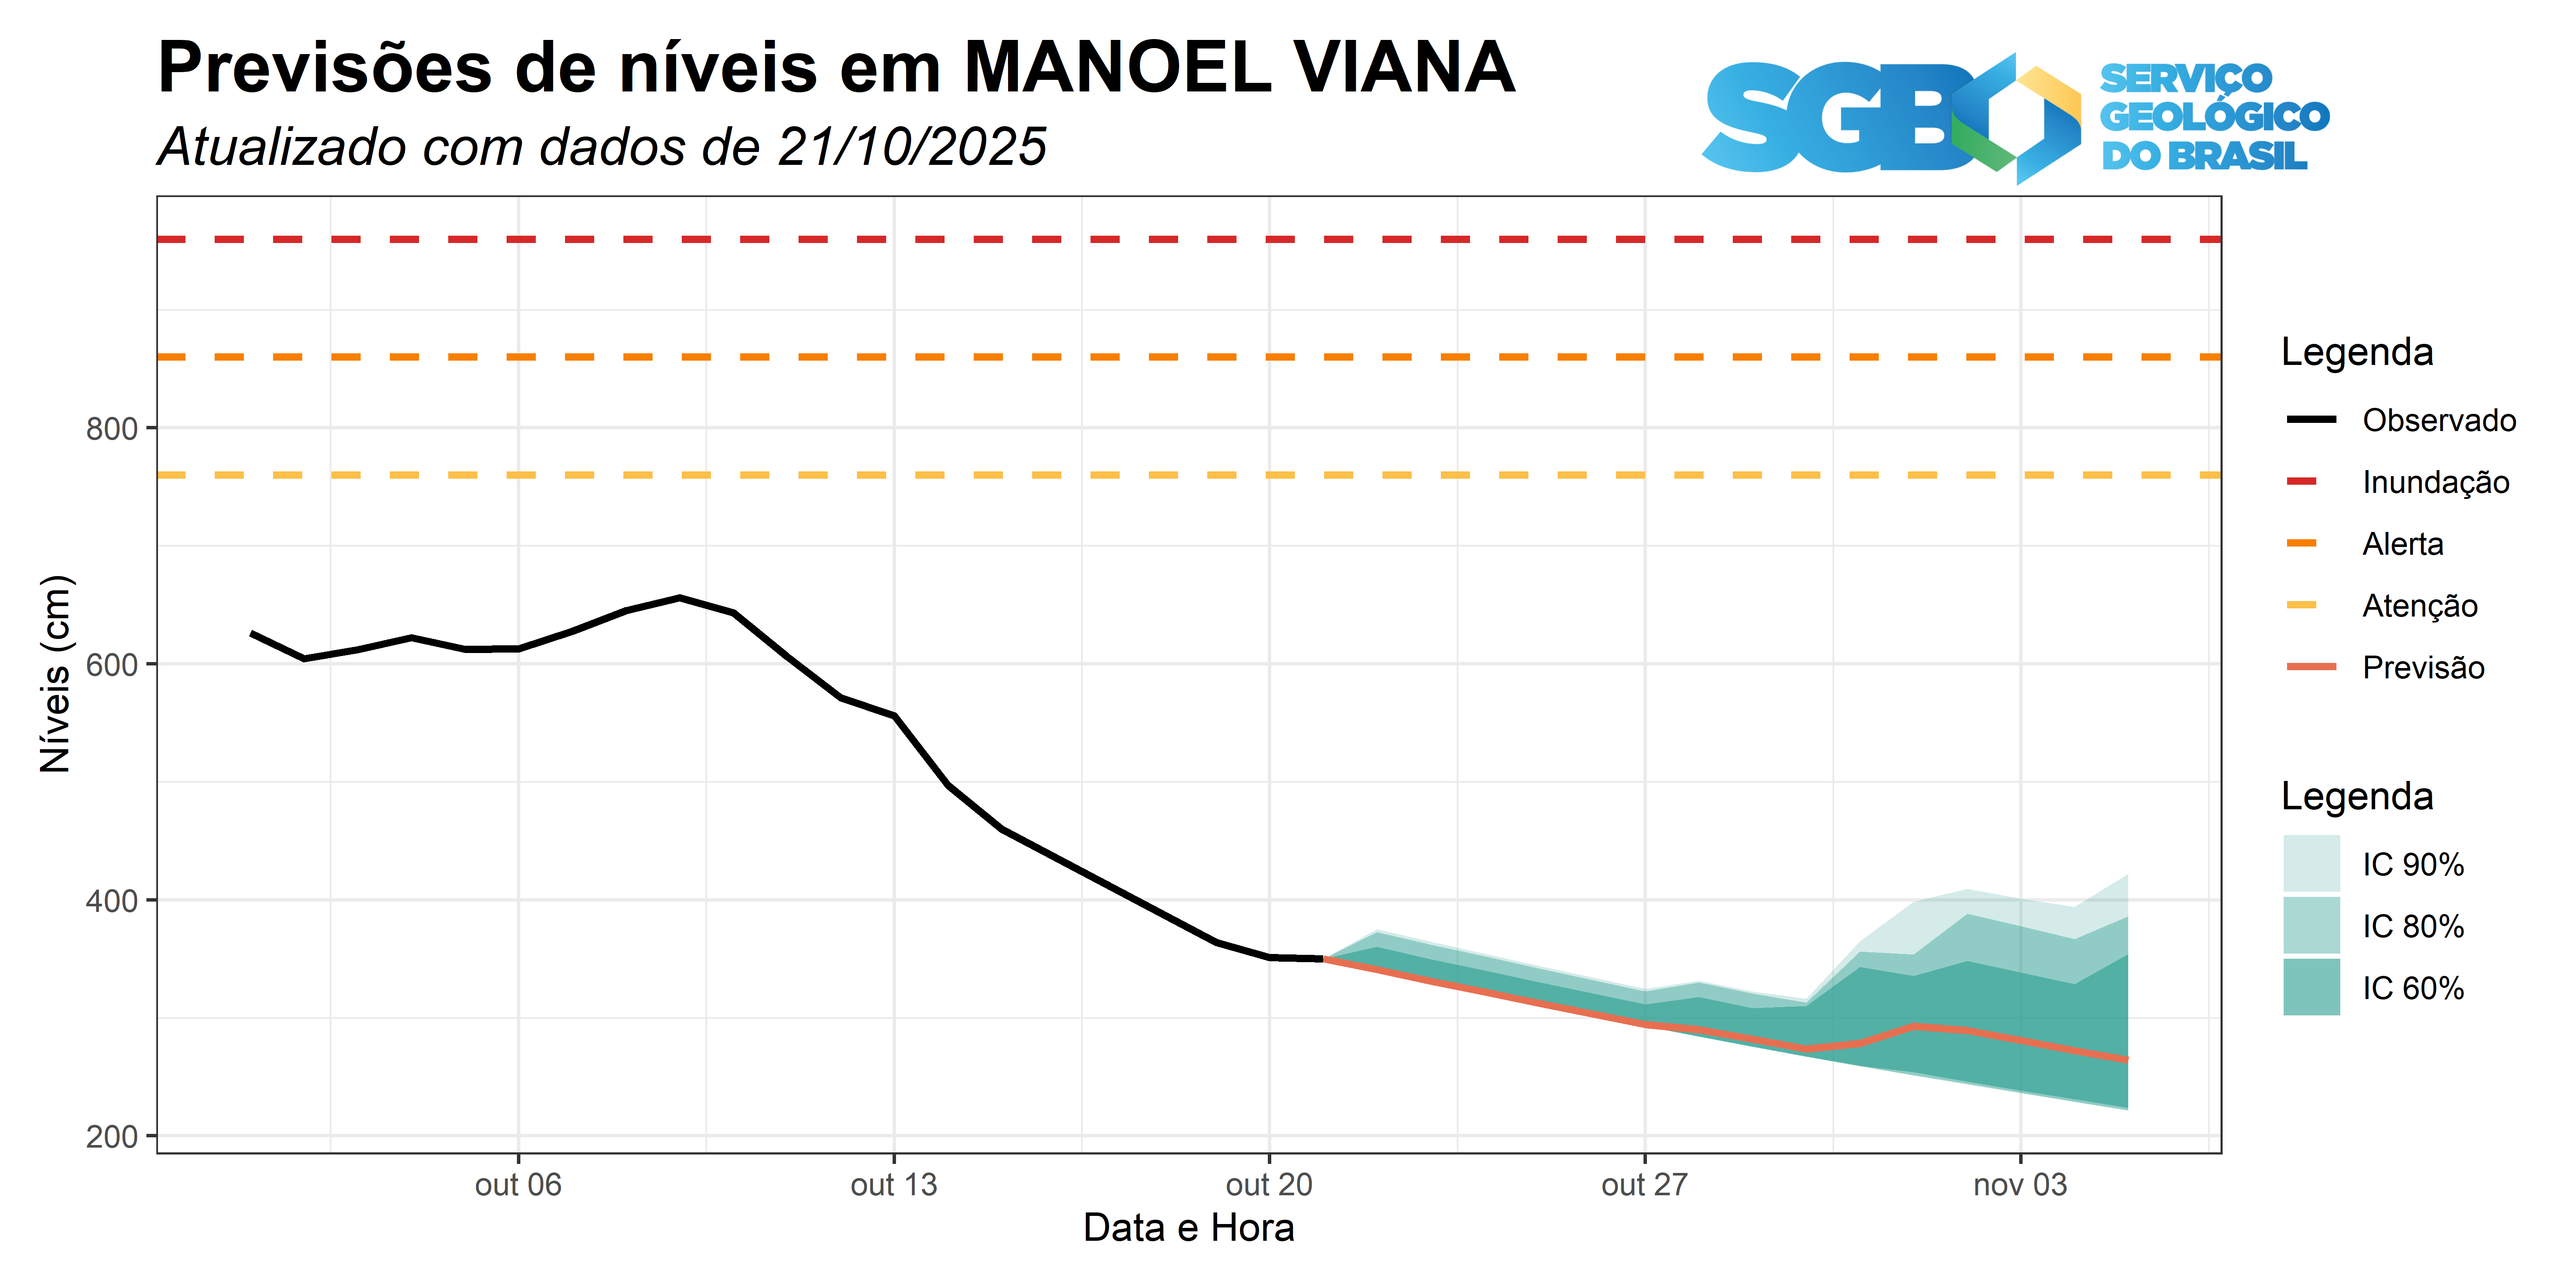 Previsões de níveis em MANOEL VIANA
Atualizado com dados de 21/10/2025
SGB
SERVIÇO
GEOLÓGICO
DO BRASIL
Níveis (cm)
800
600
400
200
out 06
out 13
out 20
out 27
nov 03
Data e Hora
Legenda
Observado
Inundação
Alerta
Atenção
Previsão
Legenda
IC 90%
IC 80%
IC 60%